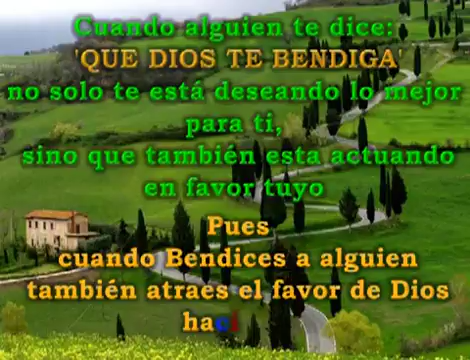 Cuando alguien te dice:
'QUE DIOS TE BENDIGA'
no solo te está deseando lo mejor
para ti,
sino que también esta actuando
en favor tuyo
Pues
cuando Bendices a alguien
también atraes el favor de Dios
haci